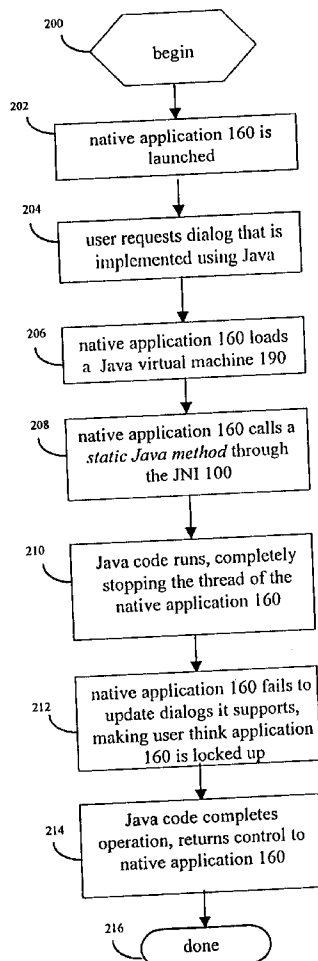 200
begin
202
native application 160 is
launched
204
user requests dialog that is
implemented using Java
206
native application 160 loads
a Java virtual machine 190
208
native application 160 calls a
static Java method through
the JNI 100
210
Java code runs, completely
stopping the thread of the
native application 160
212
native application 160 fails to
update dialogs it supports,
making user think application
160 is locked up
214
Java code completes
operation, returns control to
native application 160
216
done